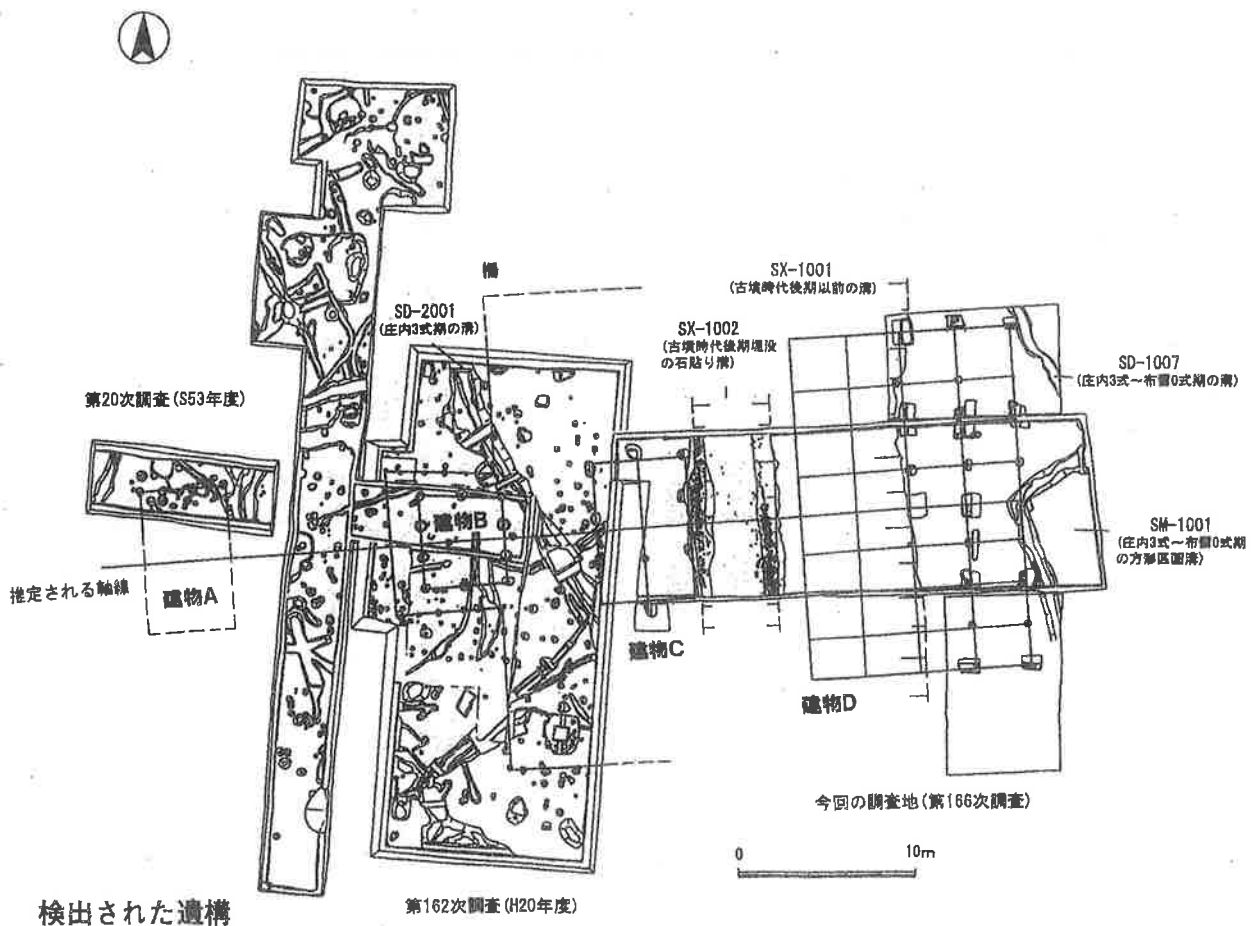 柵
SX-1001
(古墳時代後期以前の溝)
SD-2001
(庄内3式期の溝)
SX-1002
(古墳時代後期埋没
の石貼り溝)
SD-1007
(庄内3式～布留0式期の溝)
第20次調査(S53年度)
建物B
SM-1001
(庄内3式～布留0式期
の方形区画溝)
推定される軸線
建物A
建物C
建物D
今回の調査地(第166次調査)
0
10m
第162次調査(H20年度)
検出された遺構